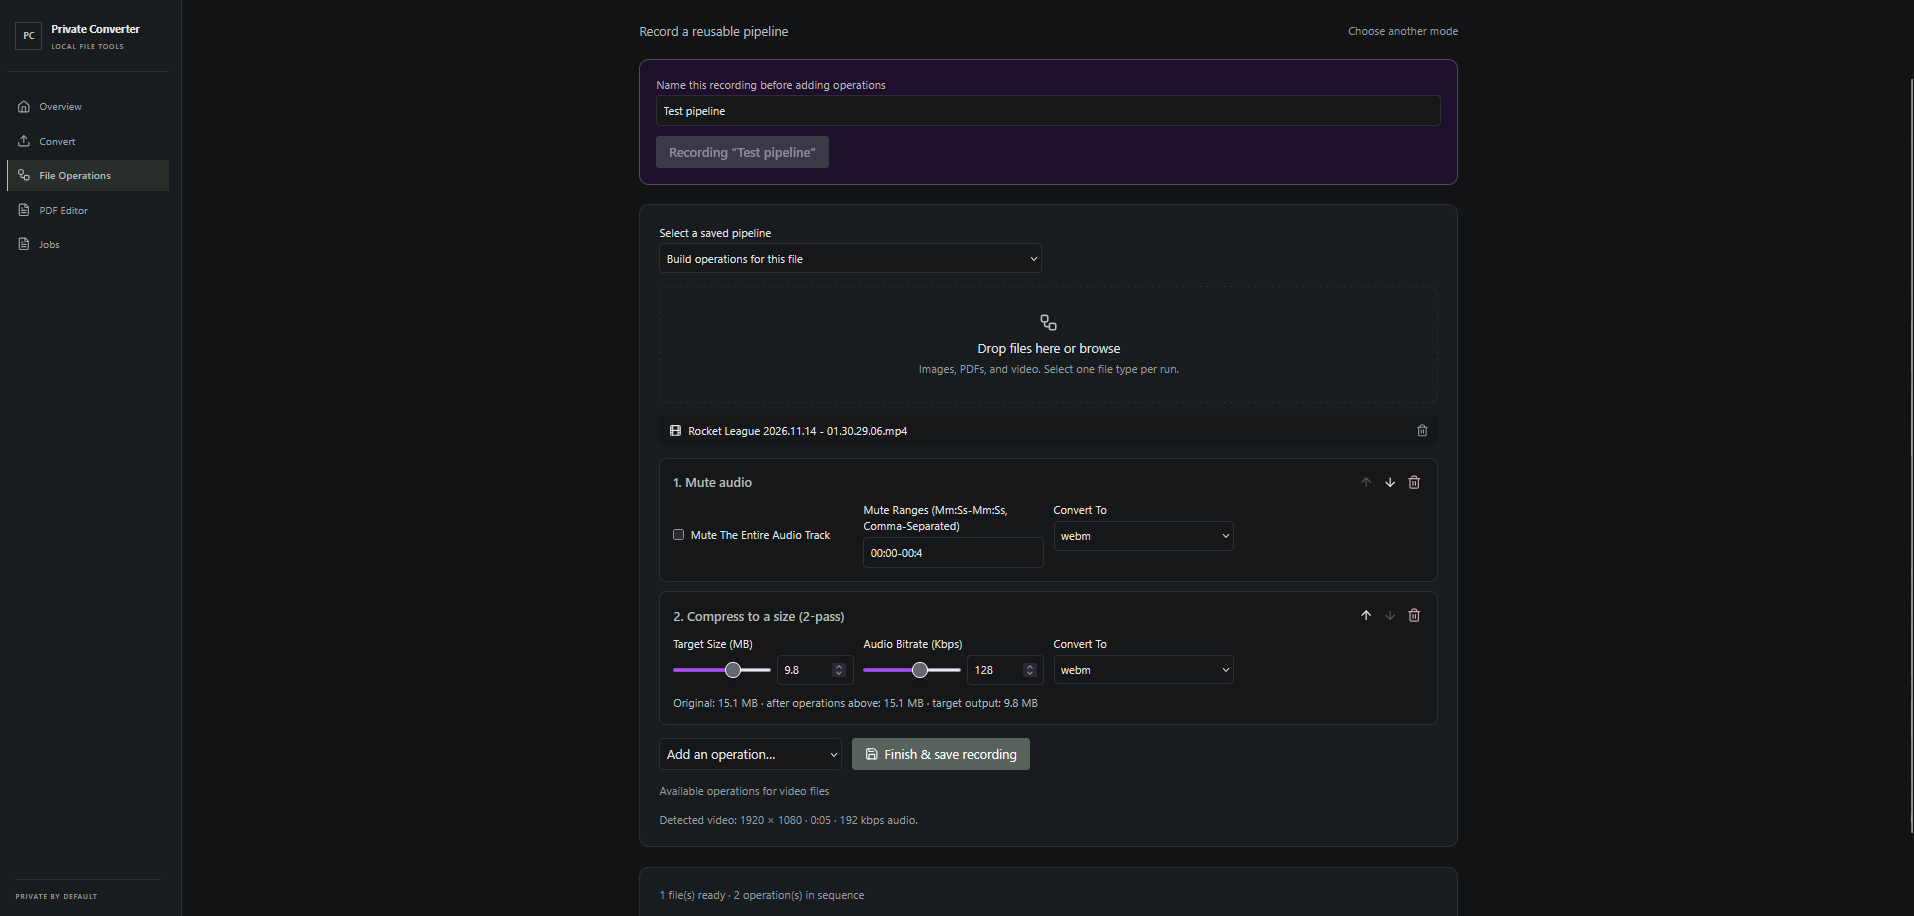 PC
Private Converter
LOCAL FILE TOOLS
Overview
Convert
File Operations
PDF Editor
Jobs
PRIVATE BY DEFAULT
Record a reusable pipeline
Choose another mode
Name this recording before adding operations
Test pipeline
Recording “Test pipeline”
Select a saved pipeline
Build operations for this file
Drop files here or browse
Images, PDFs, and video. Select one file type per run.
Rocket League 2026.11.14 - 01.30.29.06.mp4
1. Mute audio
Mute The Entire Audio Track
Mute Ranges (Mm:Ss-Mm:Ss,
Comma-Separated)
00:00-00:4
Convert To
webm
2. Compress to a size (2-pass)
Target Size (MB)
9.8
Audio Bitrate (Kbps)
128
Convert To
webm
Original: 15.1 MB · after operations above: 15.1 MB · target output: 9.8 MB
Add an operation...
Finish & save recording
Available operations for video files
Detected video: 1920 × 1080 · 0:05 · 192 kbps audio.
1 file(s) ready · 2 operation(s) in sequence